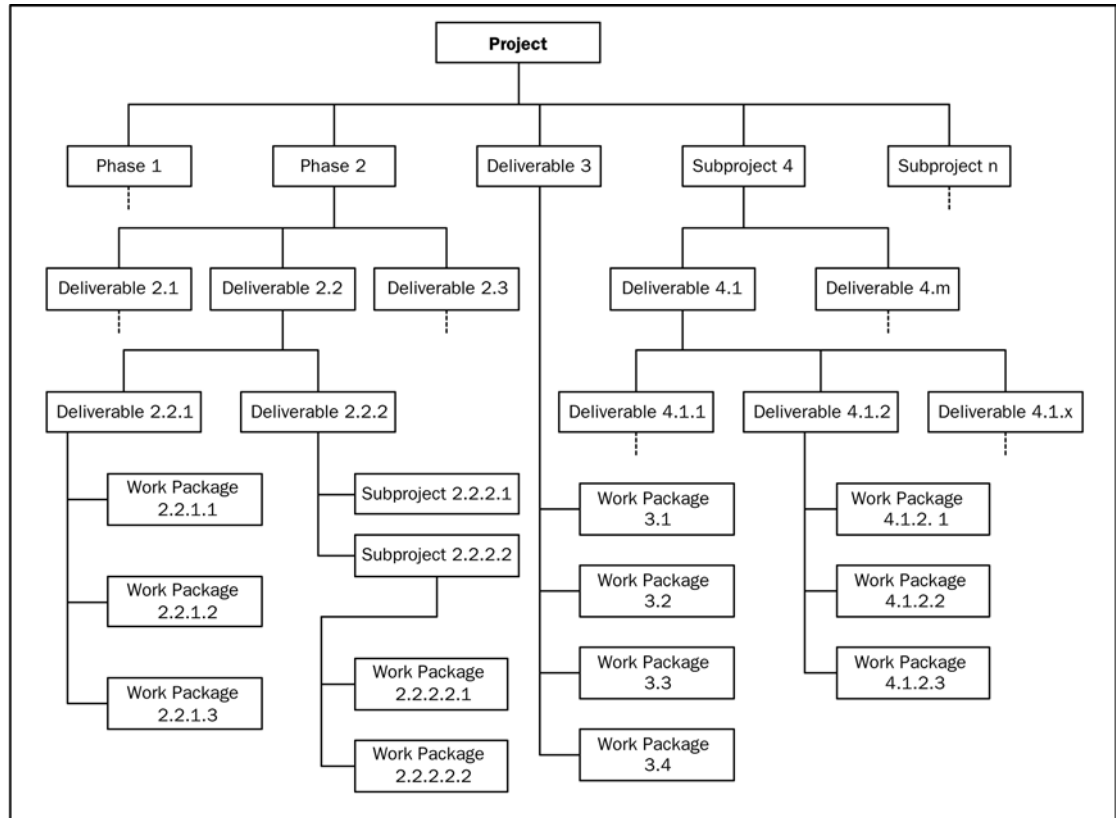 Project
Phase 1
Phase 2
Deliverable 3
Subproject 4
Subproject n
Deliverable 2.1
Deliverable 2.2
Deliverable 2.3
Deliverable 4.1
Deliverable 4.m
Deliverable 2.2.1
Deliverable 2.2.2
Deliverable 4.1.1
Deliverable 4.1.2
Deliverable 4.1.x
Work Package
2.2.1.1
Work Package
2.2.1.2
Work Package
2.2.1.3
Subproject 2.2.2.1
Subproject 2.2.2.2
Work Package
2.2.2.2.1
Work Package
2.2.2.2.2
Work Package
3.1
Work Package
3.2
Work Package
3.3
Work Package
3.4
Work Package
4.1.2. 1
Work Package
4.1.2.2
Work Package
4.1.2.3